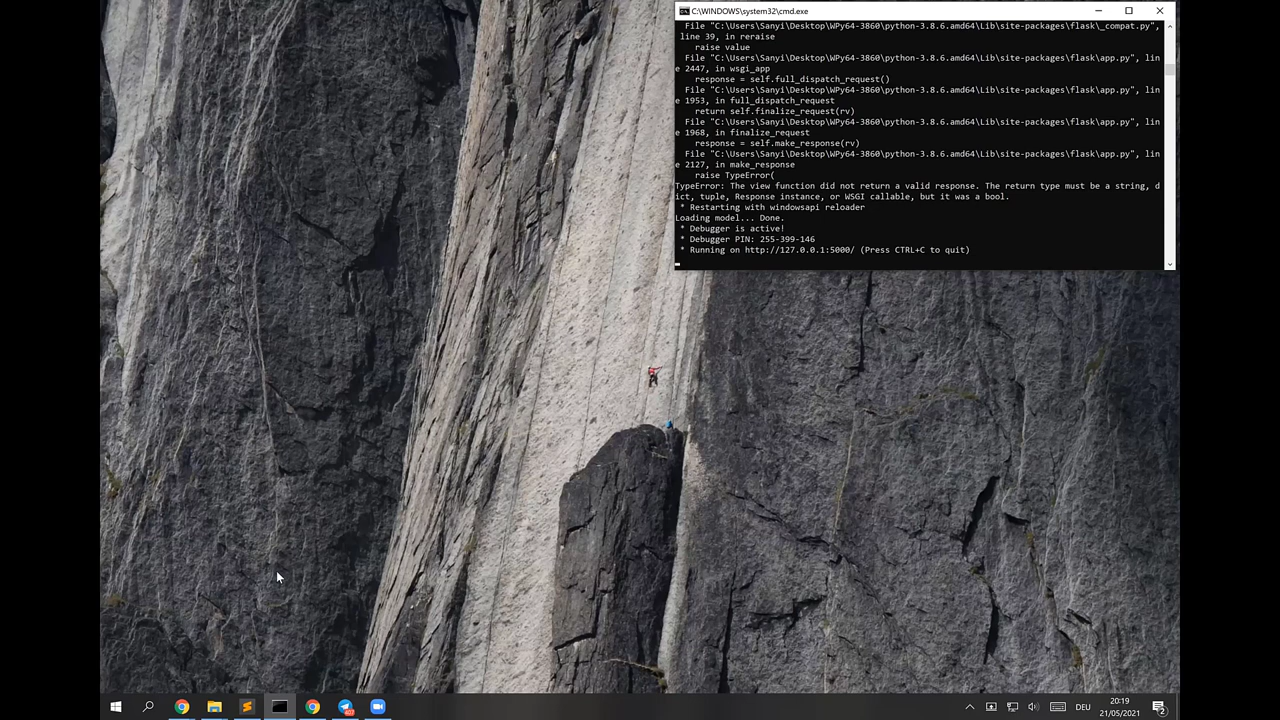 C:\WINDOWS\system32\cmd.exe
File "C:\Users\Sanyi\Desktop\WPy64-3860\python-3.8.6.amd64\Lib\site-packages\flask\_compat.py",
line 39, in reraise
raise value
File "C:\Users\Sanyi\Desktop\WPy64-3860\python-3.8.6.amd64\Lib\site-packages\flask\app.py", lin
e 2447, in wsgi_app
response = self.full_dispatch_request()
File "C:\Users\Sanyi\Desktop\WPy64-3860\python-3.8.6.amd64\Lib\site-packages\flask\app.py", lin
e 1953, in full_dispatch_request
return self.finalize_request(rv)
File "C:\Users\Sanyi\Desktop\WPy64-3860\python-3.8.6.amd64\Lib\site-packages\flask\app.py", lin
e 1968, in finalize_request
response = self.make_response(rv)
File "C:\Users\Sanyi\Desktop\WPy64-3860\python-3.8.6.amd64\Lib\site-packages\flask\app.py", lin
e 2127, in make_response
raise TypeError(
TypeError: The view function did not return a valid response. The return type must be a string, d
ict, tuple, Response instance, or WSGI callable, but it was a bool.
* Restarting with windowsapi reloader
Loading model... Done.
* Debugger is active!
* Debugger PIN: 255-399-146
* Running on http://127.0.0.1:5000/ (Press CTRL+C to quit)
DEU
20:19
21/05/2021
2